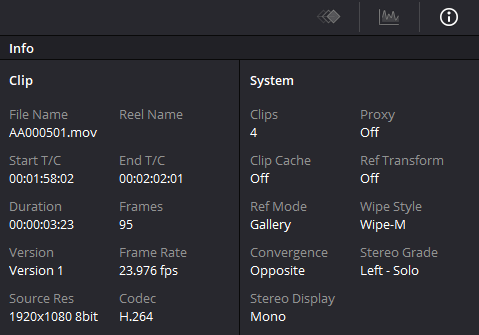 Info
Clip
File Name Reel Name
AA000501.mov
Start T/C End T/C
00:01:58:02 00:02:02:01
Duration Frames
00:00:03:23 95
Version Frame Rate
Version 1 23.976 fps
Source Res Codec
1920x1080 8bit H.264
System
Clips Proxy
4 Off
Clip Cache Ref Transform
Off Off
Ref Mode Wipe Style
Gallery Wipe-M
Convergence Stereo Grade
Opposite Left - Solo
Stereo Display
Mono